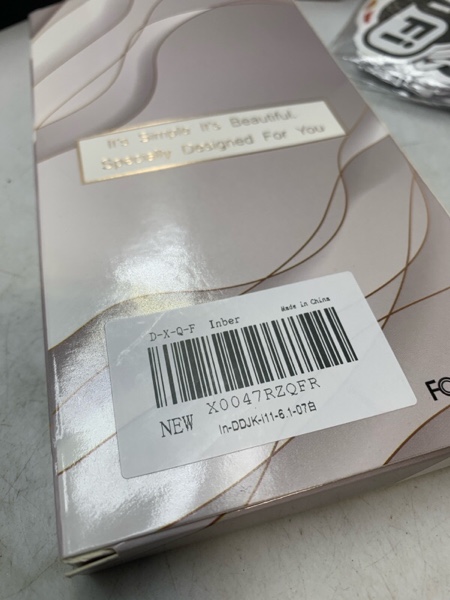 It's Simple It's Beautiful.
Specially Designed For You
D-X-Q-F Inber
Made in China
X0047RZQFR
NEW
In-DDJK-i11-6.1-07白
FO